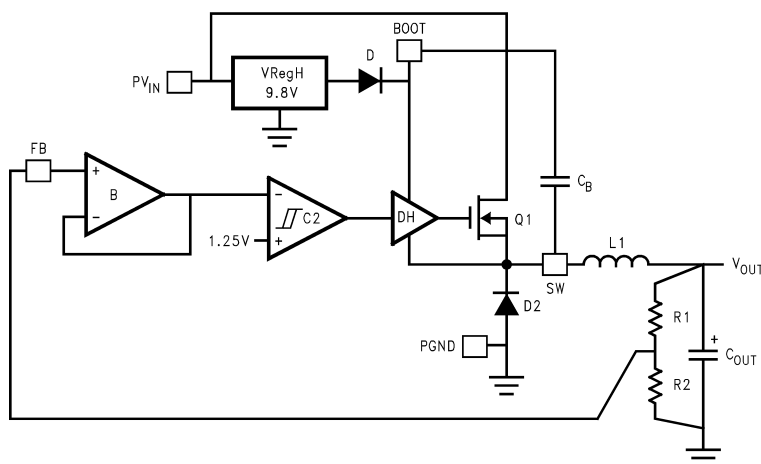 BOOT
D
PVIN
VRegH
9.8V
FB
+
B
−
−
C2
1.25V
+
DH
Q1
CB
L1
VOUT
SW
D2
R1
+
COUT
PGND
R2